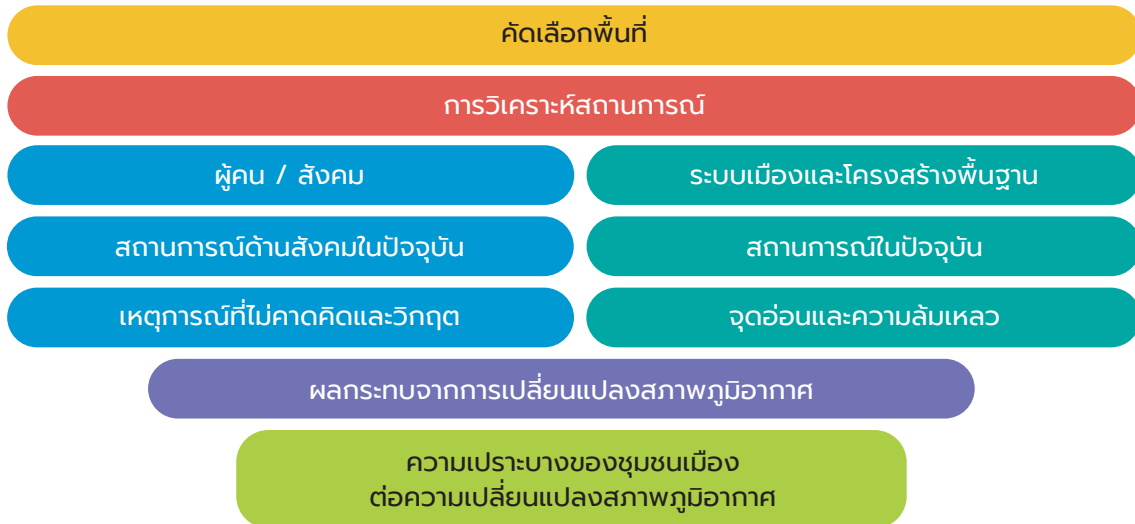 คัดเลือกพื้นที่
การวิเคราะห์สถานการณ์
ผู้คน / สังคม
ระบบเมืองและโครงสร้างพื้นฐาน
สถานการณ์ด้านสังคมในปัจจุบัน
สถานการณ์ในปัจจุบัน
เหตุการณ์ที่ไม่คาดคิดและวิกฤต
จุดอ่อนและความล้มเหลว
ผลกระทบจากการเปลี่ยนแปลงสภาพภูมิอากาศ
ความเปราะบางของชุมชนเมือง
ต่อความเปลี่ยนแปลงสภาพภูมิอากาศ